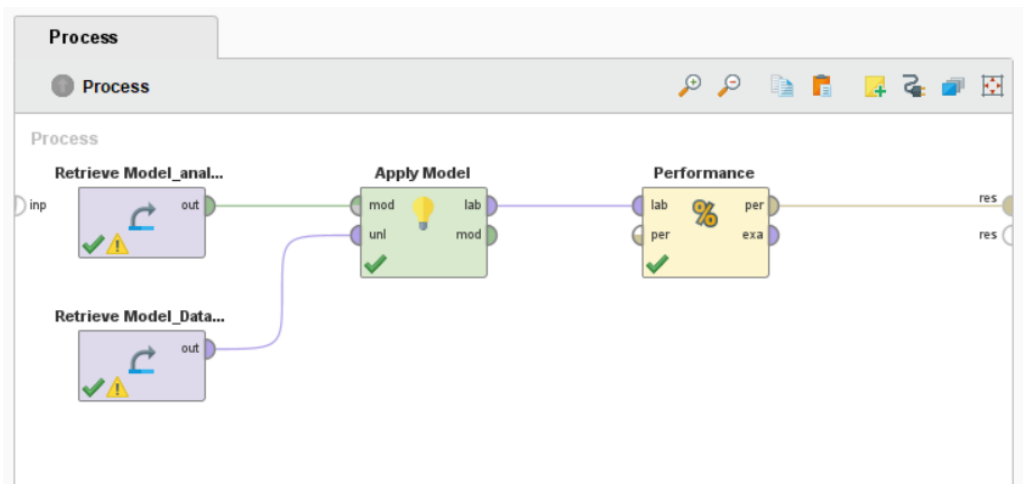 Process
Process
Process
Retrieve Model_anal...
Apply Model
Performance
inp
out
mod
lab
lab
per
res
unl
mod
per
exa
res
%
Retrieve Model_Data...
out